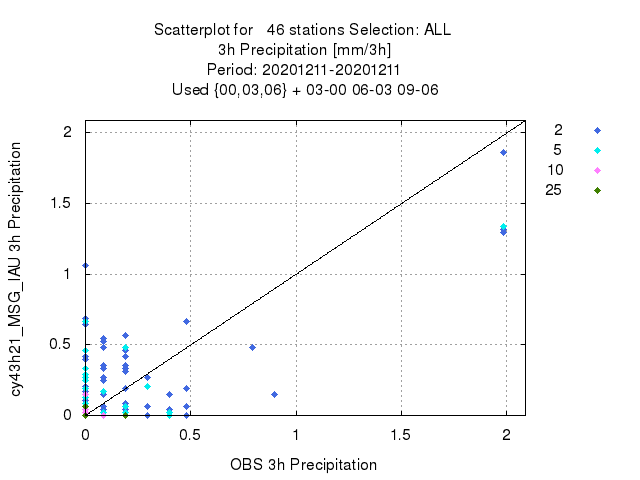 Scatterplot for   46 stations Selection: ALL
3h Precipitation [mm/3h]
Period: 20201211-20201211
Used {00,03,06} + 03-00 06-03 09-06
2
1.5
1
0.5
0
cy43h21_MSG_IAU 3h Precipitation
0 0.5 1 1.5 2
OBS 3h Precipitation
2
5
10
25